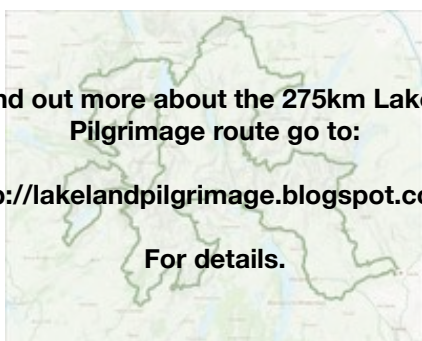 nd out more about the 275km Lake
Pilgrimage route go to:
p://lakelandpilgrimage.blogspot.co
For details.